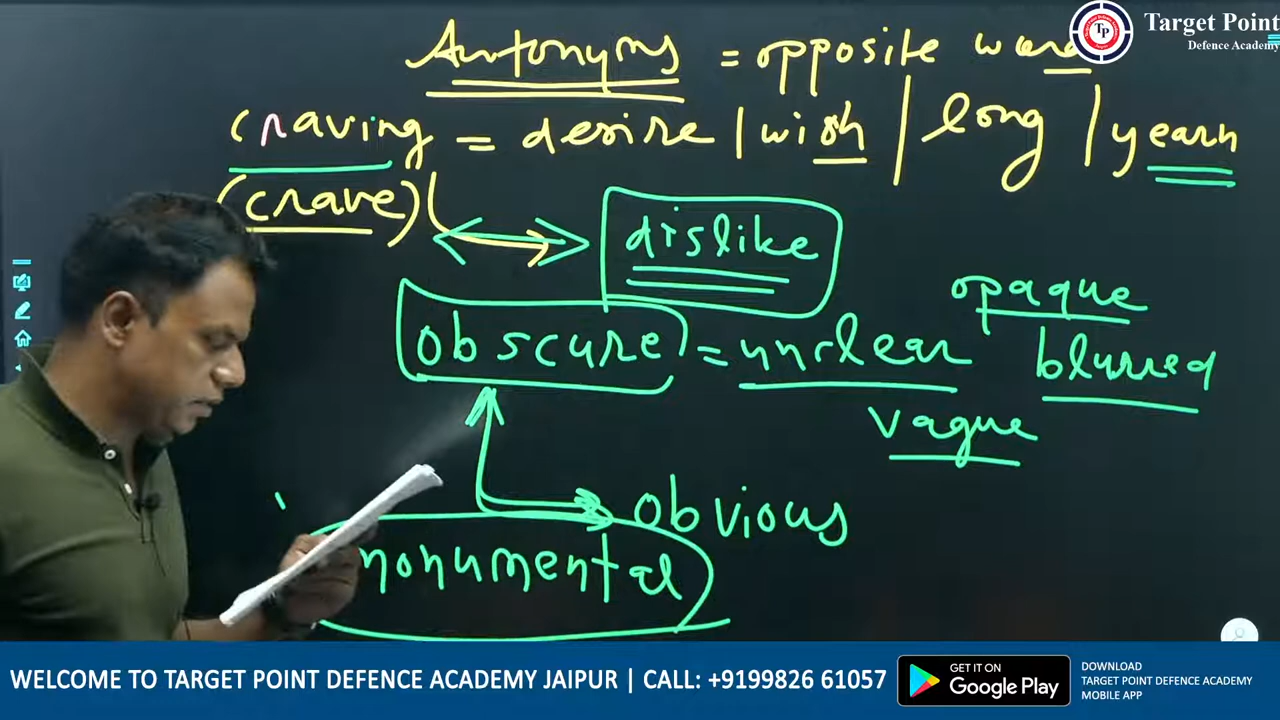 Target Point
Defence Academy
TP
Antonyms = opposite word
craving = desire | wish | long | yearn
(crave)
dislike
opaque
obscure = unclear
blurred
vague
obvious
monumental
WELCOME TO TARGET POINT DEFENCE ACADEMY JAIPUR | CALL: +9199826 61057
GET IT ON
Google Play
DOWNLOAD
TARGET POINT DEFENCE ACADEMY
MOBILE APP